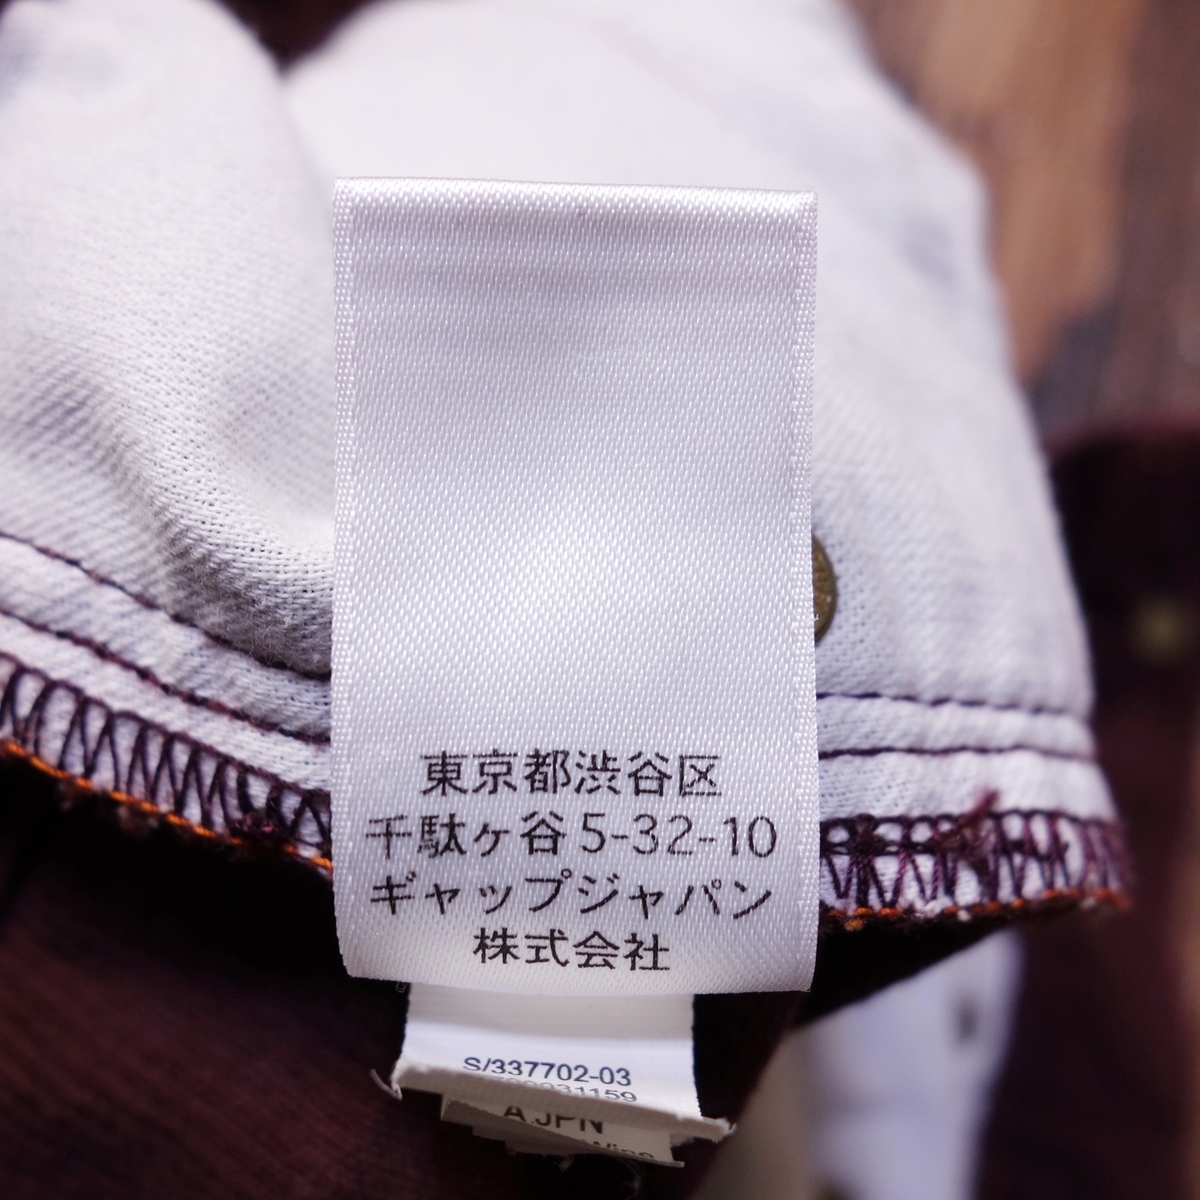 東京都渋谷区
千駄ヶ谷5-32-10
ギャップジャパン
株式会社
S/337702-03
A.JPN